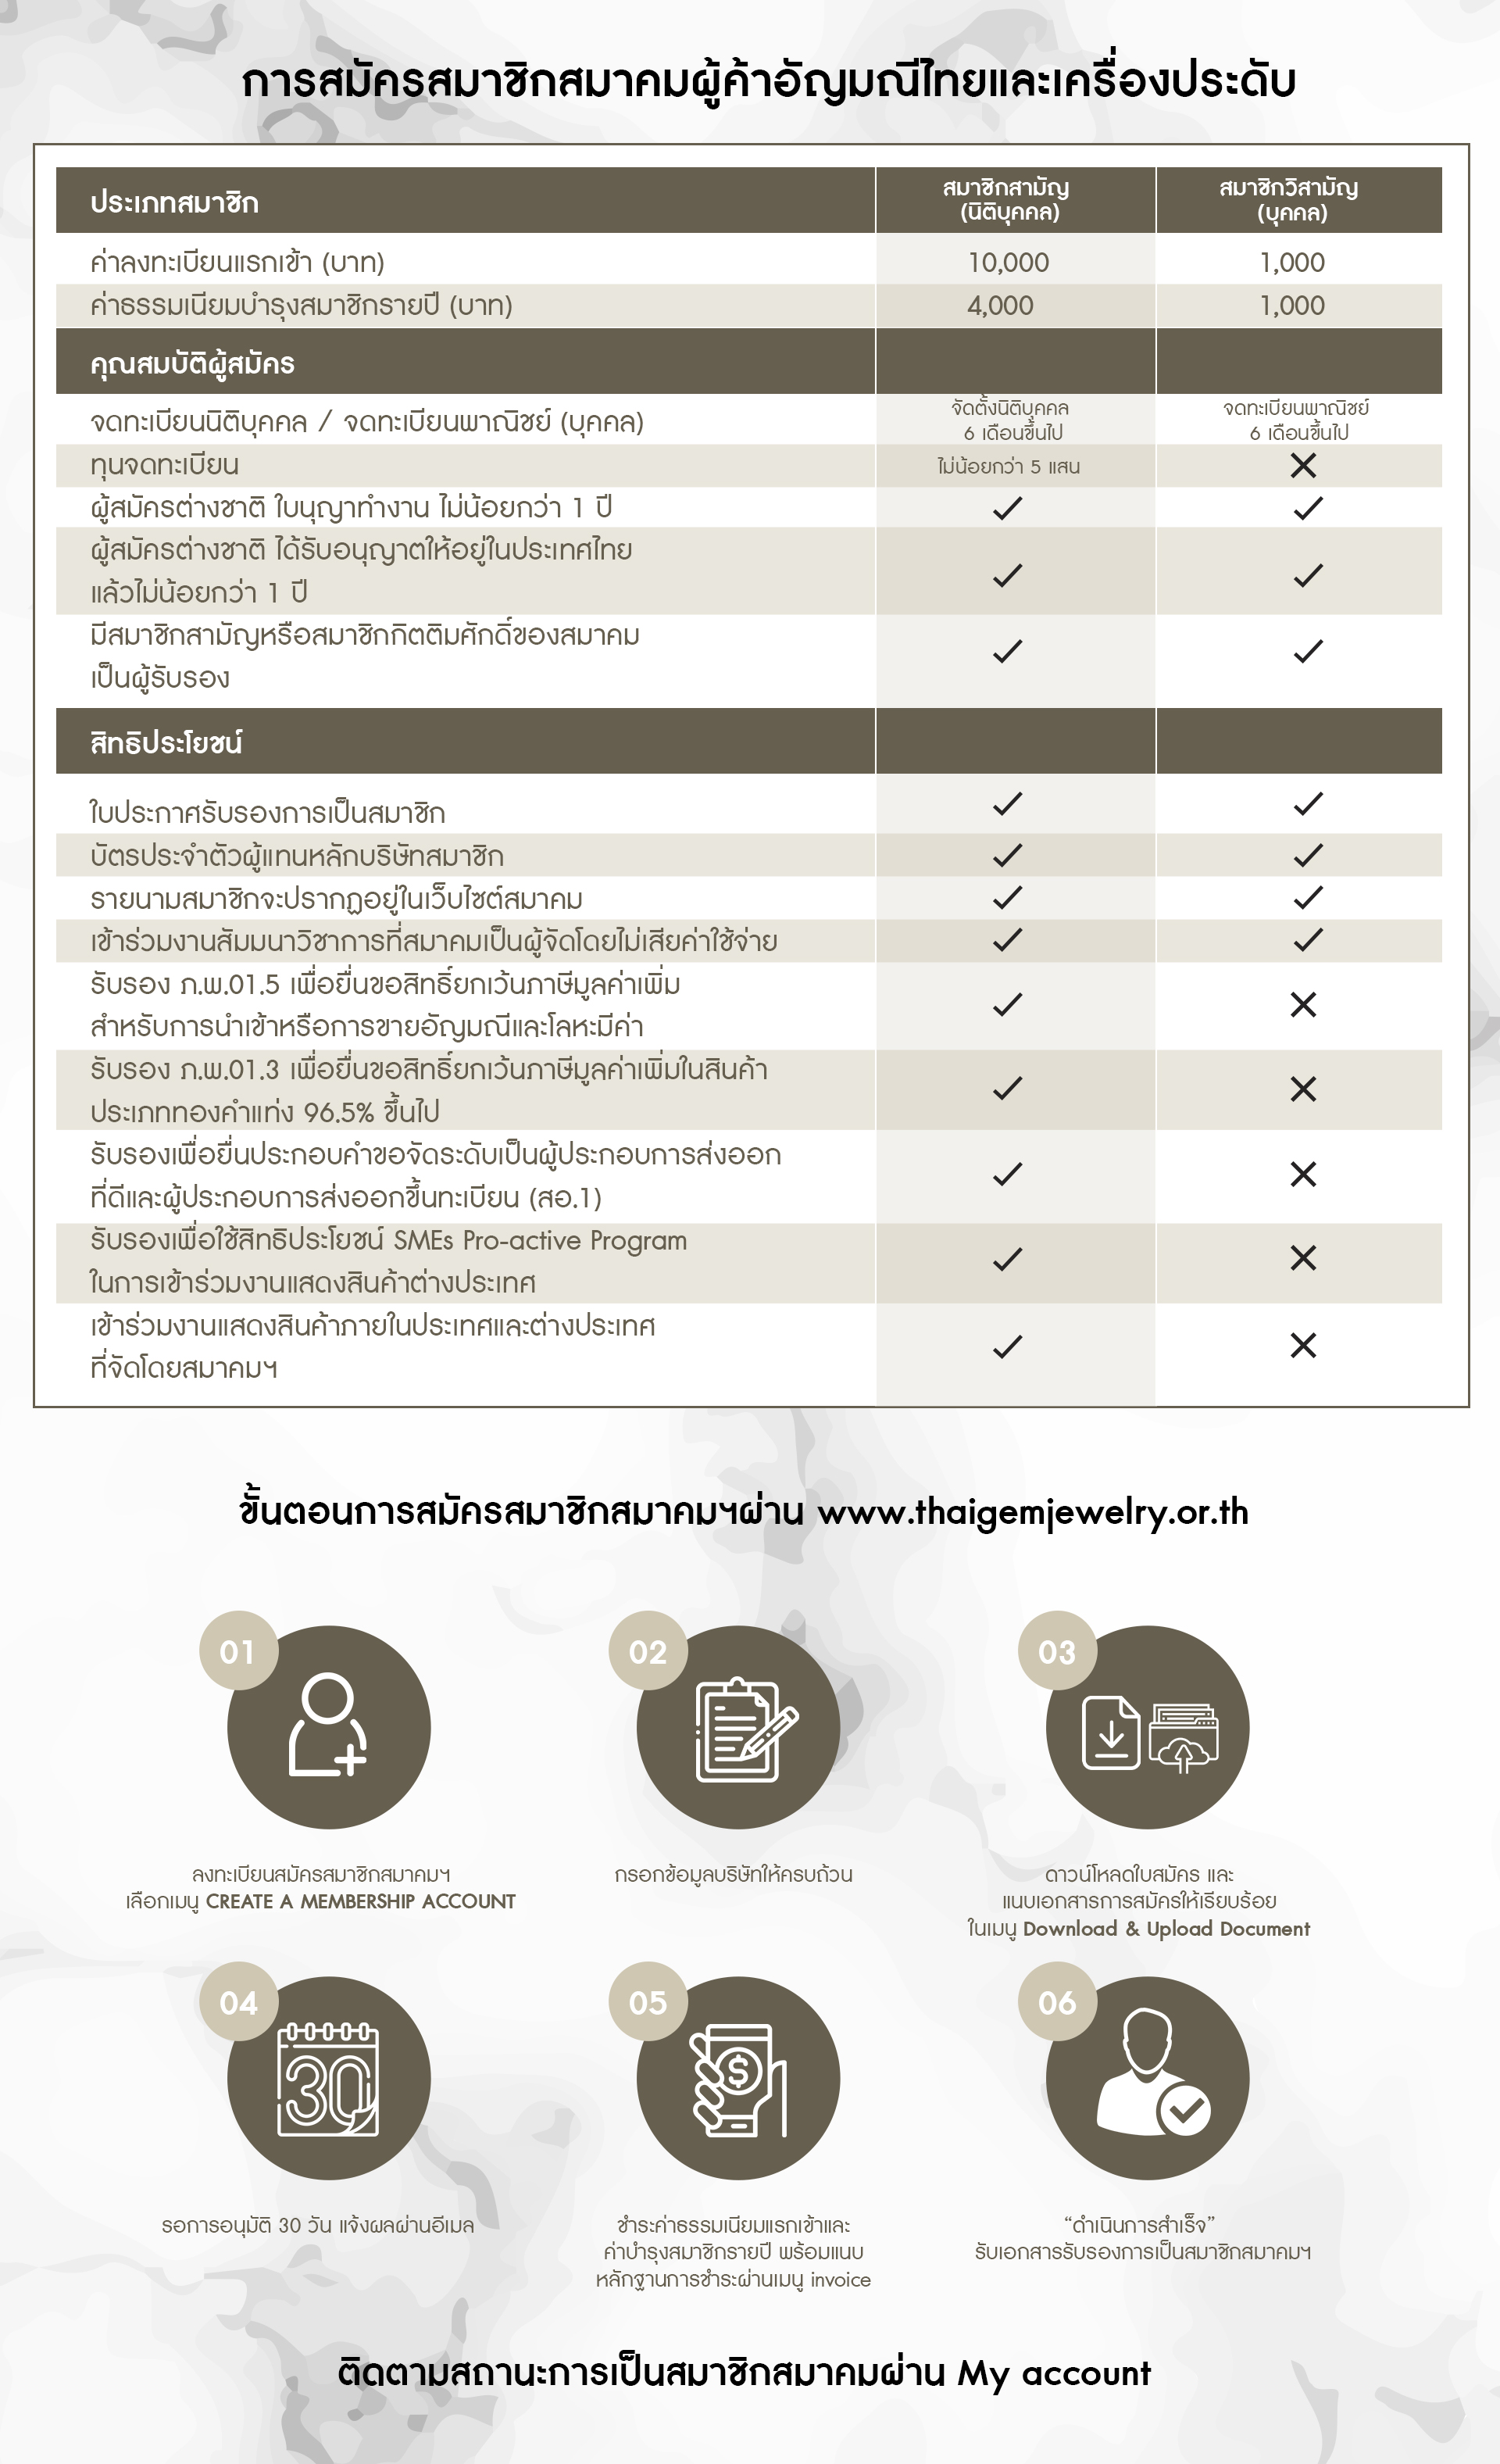 การสมัครสมาชิกสมาคมผู้ค้าอัญมณีไทยและเครื่องประดับ
ประเภทสมาชิก สมาชิกสามัญ (นิติบุคคล) สมาชิกวิสามัญ (บุคคล)
ค่าลงทะเบียนแรกเข้า (บาท) 10,000 1,000
ค่าธรรมเนียมบำรุงสมาชิกรายปี (บาท) 4,000 1,000
คุณสมบัติผู้สมัคร
จดทะเบียนนิติบุคคล / จดทะเบียนพาณิชย์ (บุคคล) จัดตั้งนิติบุคคล 6 เดือนขึ้นไป จดทะเบียนพาณิชย์ 6 เดือนขึ้นไป
ทุนจดทะเบียน ไม่น้อยกว่า 5 แสน
ผู้สมัครต่างชาติ ใบนุญาทำงาน ไม่น้อยกว่า 1 ปี
ผู้สมัครต่างชาติ ได้รับอนุญาตให้อยู่ในประเทศไทย
แล้วไม่น้อยกว่า 1 ปี
มีสมาชิกสามัญหรือสมาชิกกิตติมศักดิ์ของสมาคม
เป็นผู้รับรอง
สิทธิประโยชน์
ใบประกาศรับรองการเป็นสมาชิก
บัตรประจำตัวผู้แทนหลักบริษัทสมาชิก
รายนามสมาชิกจะปรากฏอยู่ในเว็บไซต์สมาคม
เข้าร่วมงานสัมมนาวิชาการที่สมาคมเป็นผู้จัดโดยไม่เสียค่าใช้จ่าย
รับรอง ภ.พ.01.5 เพื่อยื่นขอสิทธิ์ยกเว้นภาษีมูลค่าเพิ่ม
สำหรับการนำเข้าหรือการขายอัญมณีและโลหะมีค่า
รับรอง ภ.พ.01.3 เพื่อยื่นขอสิทธิ์ยกเว้นภาษีมูลค่าเพิ่มในสินค้า
ประเภททองคำแท่ง 96.5% ขึ้นไป
รับรองเพื่อยื่นประกอบคำขอจัดระดับเป็นผู้ประกอบการส่งออก
ที่ดีและผู้ประกอบการส่งออกขึ้นทะเบียน (สอ.1)
รับรองเพื่อใช้สิทธิประโยชน์ SMEs Pro-active Program
ในการเข้าร่วมงานแสดงสินค้าต่างประเทศ
เข้าร่วมงานแสดงสินค้าภายในประเทศและต่างประเทศ
ที่จัดโดยสมาคมฯ
ขั้นตอนการสมัครสมาชิกสมาคมฯผ่าน www.thaigemjewelry.or.th
01
ลงทะเบียนสมัครสมาชิกสมาคมฯ
เลือกเมนู CREATE A MEMBERSHIP ACCOUNT
02
กรอกข้อมูลบริษัทให้ครบถ้วน
03
ดาวน์โหลดใบสมัคร และ
แนบเอกสารการสมัครให้เรียบร้อย
ในเมนู Download & Upload Document
04
30
รอการอนุมัติ 30 วัน แจ้งผลผ่านอีเมล
05
$
ชำระค่าธรรมเนียมแรกเข้าและ
ค่าบำรุงสมาชิกรายปี พร้อมแนบ
หลักฐานการชำระผ่านเมนู invoice
06
“ดำเนินการสำเร็จ”
รับเอกสารรับรองการเป็นสมาชิกสมาคมฯ
ติดตามสถานะการเป็นสมาชิกสมาคมผ่าน My account